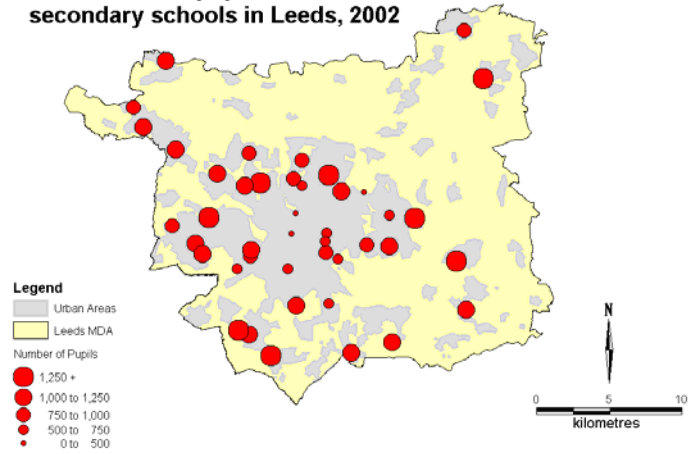 secondary schools in Leeds, 2002
Legend
Urban Areas
Leeds MDA
Number of Pupils
1,250 +
1,000 to 1,250
750 to 1,000
500 to 750
0 to 500
N
0 5 10
kilometres